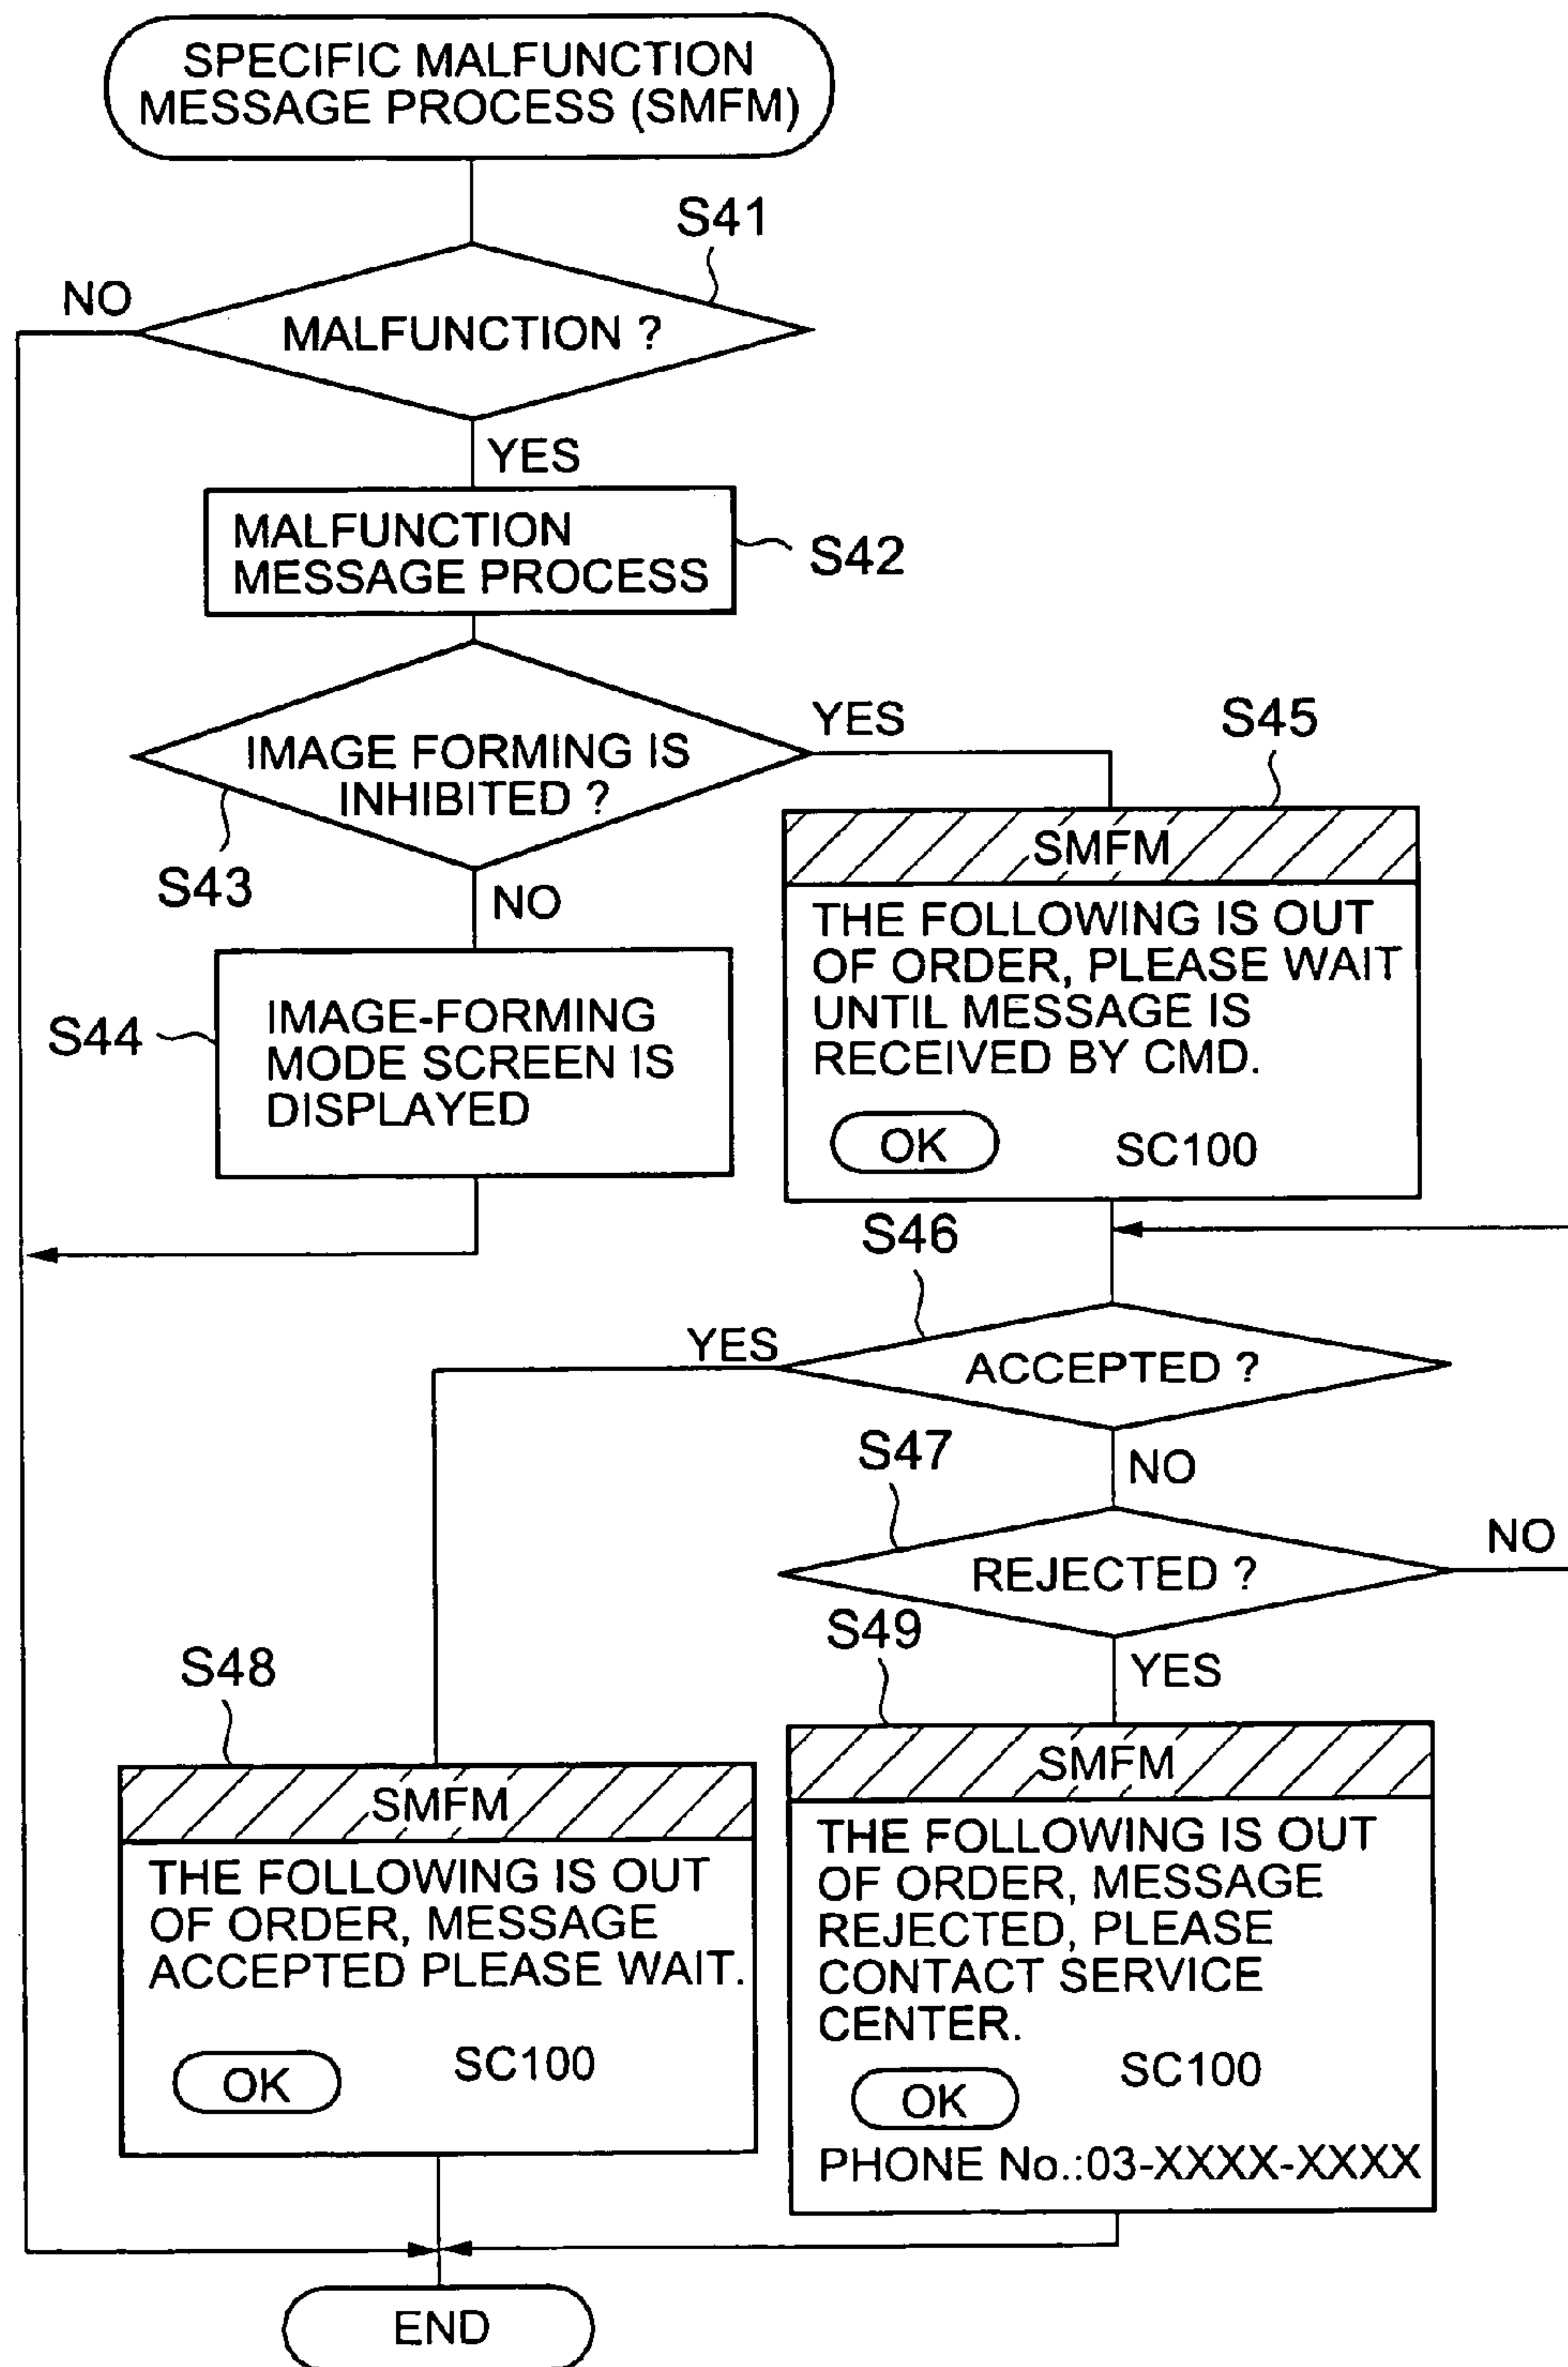 SPECIFIC MALFUNCTION
MESSAGE PROCESS (SMFM)
S41
NO
MALFUNCTION ?
YES
MALFUNCTION
MESSAGE PROCESS
S42
IMAGE FORMING IS
INHIBITED ?
YES
S43
NO
S45
SMFM
THE FOLLOWING IS OUT
OF ORDER, PLEASE WAIT
UNTIL MESSAGE IS
RECEIVED BY CMD.
OK
SC100
S44
IMAGE-FORMING
MODE SCREEN IS
DISPLAYED
S46
YES
ACCEPTED ?
NO
S47
REJECTED ?
NO
YES
S48
SMFM
THE FOLLOWING IS OUT
OF ORDER, MESSAGE
ACCEPTED PLEASE WAIT.
OK
SC100
S49
SMFM
THE FOLLOWING IS OUT
OF ORDER, MESSAGE
REJECTED, PLEASE
CONTACT SERVICE
CENTER.
SC100
OK
PHONE No.:03-XXXX-XXXX
END